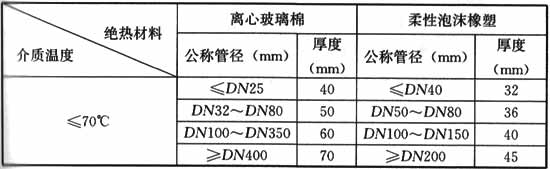 绝热材料 离心玻璃棉 柔性泡沫橡塑
介质温度 公称管径(mm) 厚度(mm) 公称管径(mm) 厚度(mm)
≤70℃ ≤DN25 40 ≤DN40 32
DN32～DN80 50 DN50～DN80 36
DN100～DN350 60 DN100～DN150 40
≥DN400 70 ≥DN200 45